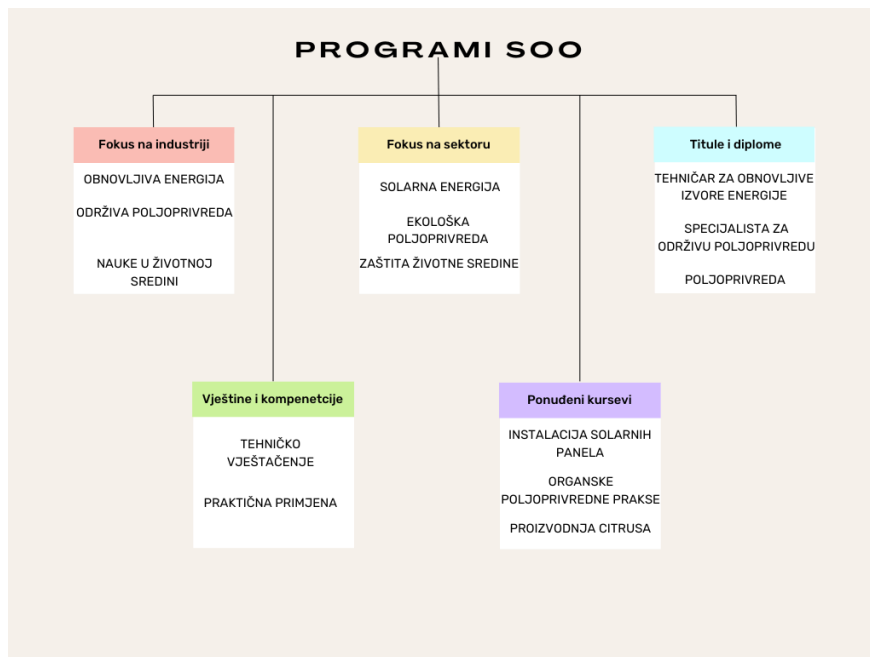 PROGRAMI SOO
Fokus na industriji
OBNOVLJIVA ENERGIJA
ODRŽIVA POLJOPRIVREDA
NAUKE U ŽIVOTNOJ
SREDINI
Fokus na sektoru
SOLARNA ENERGIJA
EKOLOŠKA
POLJOPRIVREDA
ZAŠTITA ŽIVOTNE SREDINE
Titule i diplome
TEHNIČAR ZA OBNOVLJIVE
IZVORE ENERGIJE
SPECIJALISTA ZA
ODRŽIVU POLJOPRIVREDU
POLJOPRIVREDA
Vještine i kompenetcije
TEHNIČKO
VJEŠTAČENJE
PRAKTIČNA PRIMJENA
Ponuđeni kursevi
INSTALACIJA SOLARNIH
PANELA
ORGANSKE
POLJOPRIVREDNE PRAKSE
PROIZVODNJA CITRUSA